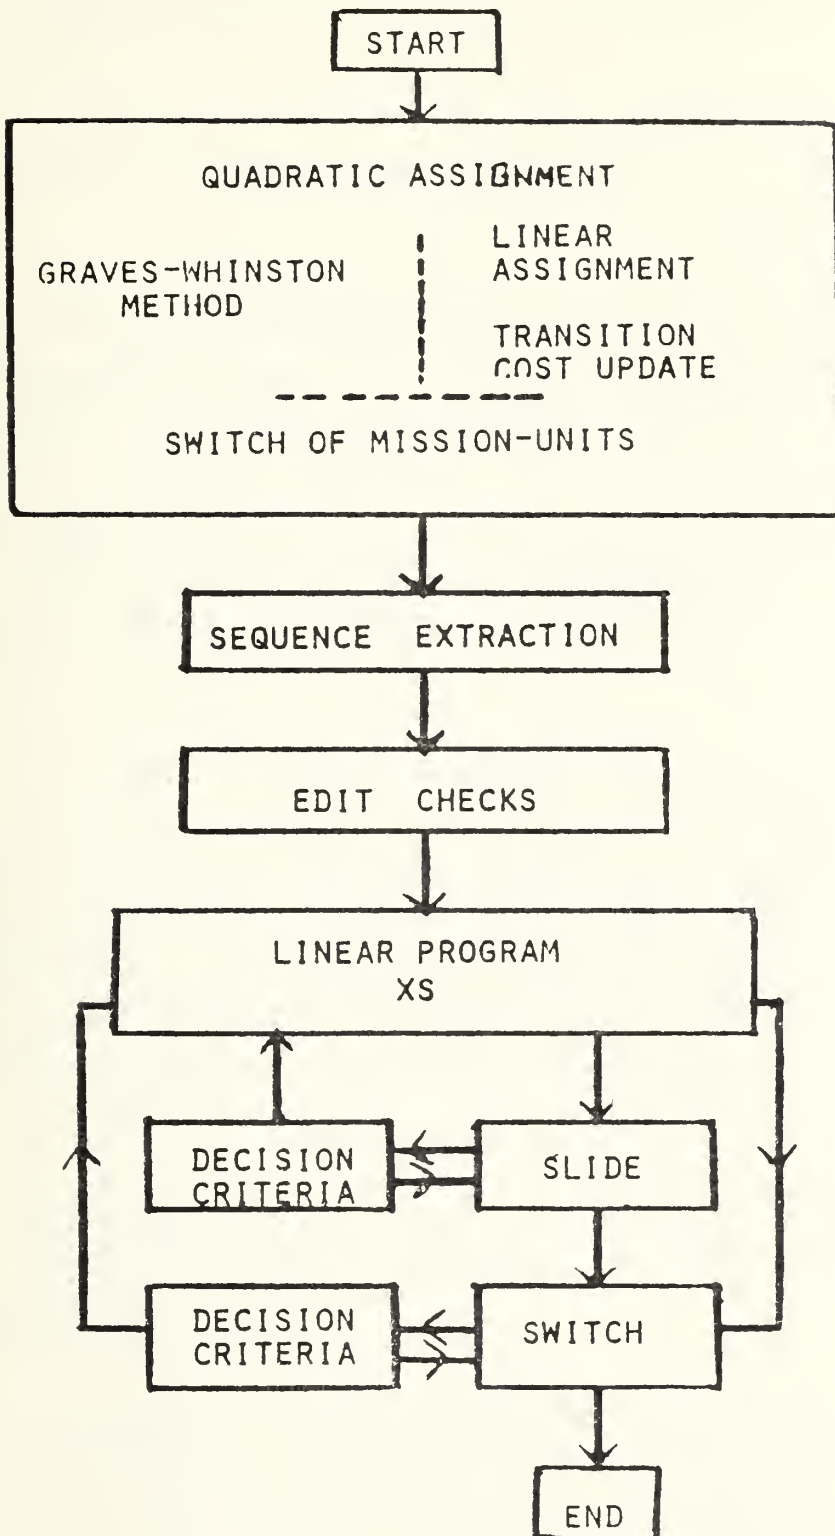 START
QUADRATIC ASSIGNMENT
GRAVES-WHINSTON
METHOD
LINEAR
ASSIGNMENT
TRANSITION
COST UPDATE
SWITCH OF MISSION-UNITS
SEQUENCE EXTRACTION
EDIT CHECKS
LINEAR PROGRAM
XS
DECISION
CRITERIA
SLIDE
DECISION
CRITERIA
SWITCH
END